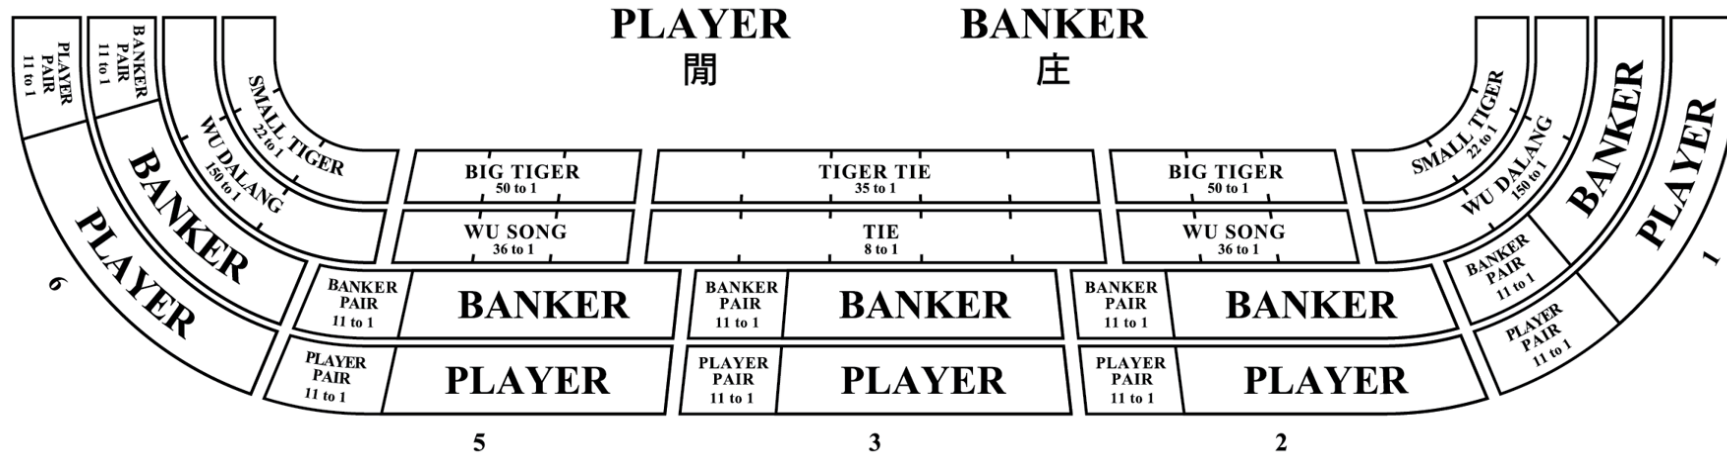 PLAYER
閒
BANKER
庄
PLAYER
PAIR
11 to 1
BANKER
PAIR
11 to 1
SMALL TIGER
22 to 1
WU DALANG
150 to 1
BANKER
PLAYER
6
BIG TIGER
50 to 1
TIGER TIE
35 to 1
BIG TIGER
50 to 1
WU SONG
36 to 1
TIE
8 to 1
WU SONG
36 to 1
SMALL TIGER
22 to 1
WU DALANG
150 to 1
BANKER
PLAYER
1
BANKER
PAIR
11 to 1
BANKER
BANKER
PAIR
11 to 1
BANKER
BANKER
PAIR
11 to 1
BANKER
BANKER
PAIR
11 to 1
PLAYER
PAIR
11 to 1
PLAYER
PLAYER
PAIR
11 to 1
PLAYER
PLAYER
PAIR
11 to 1
PLAYER
PLAYER
PAIR
11 to 1
5
3
2